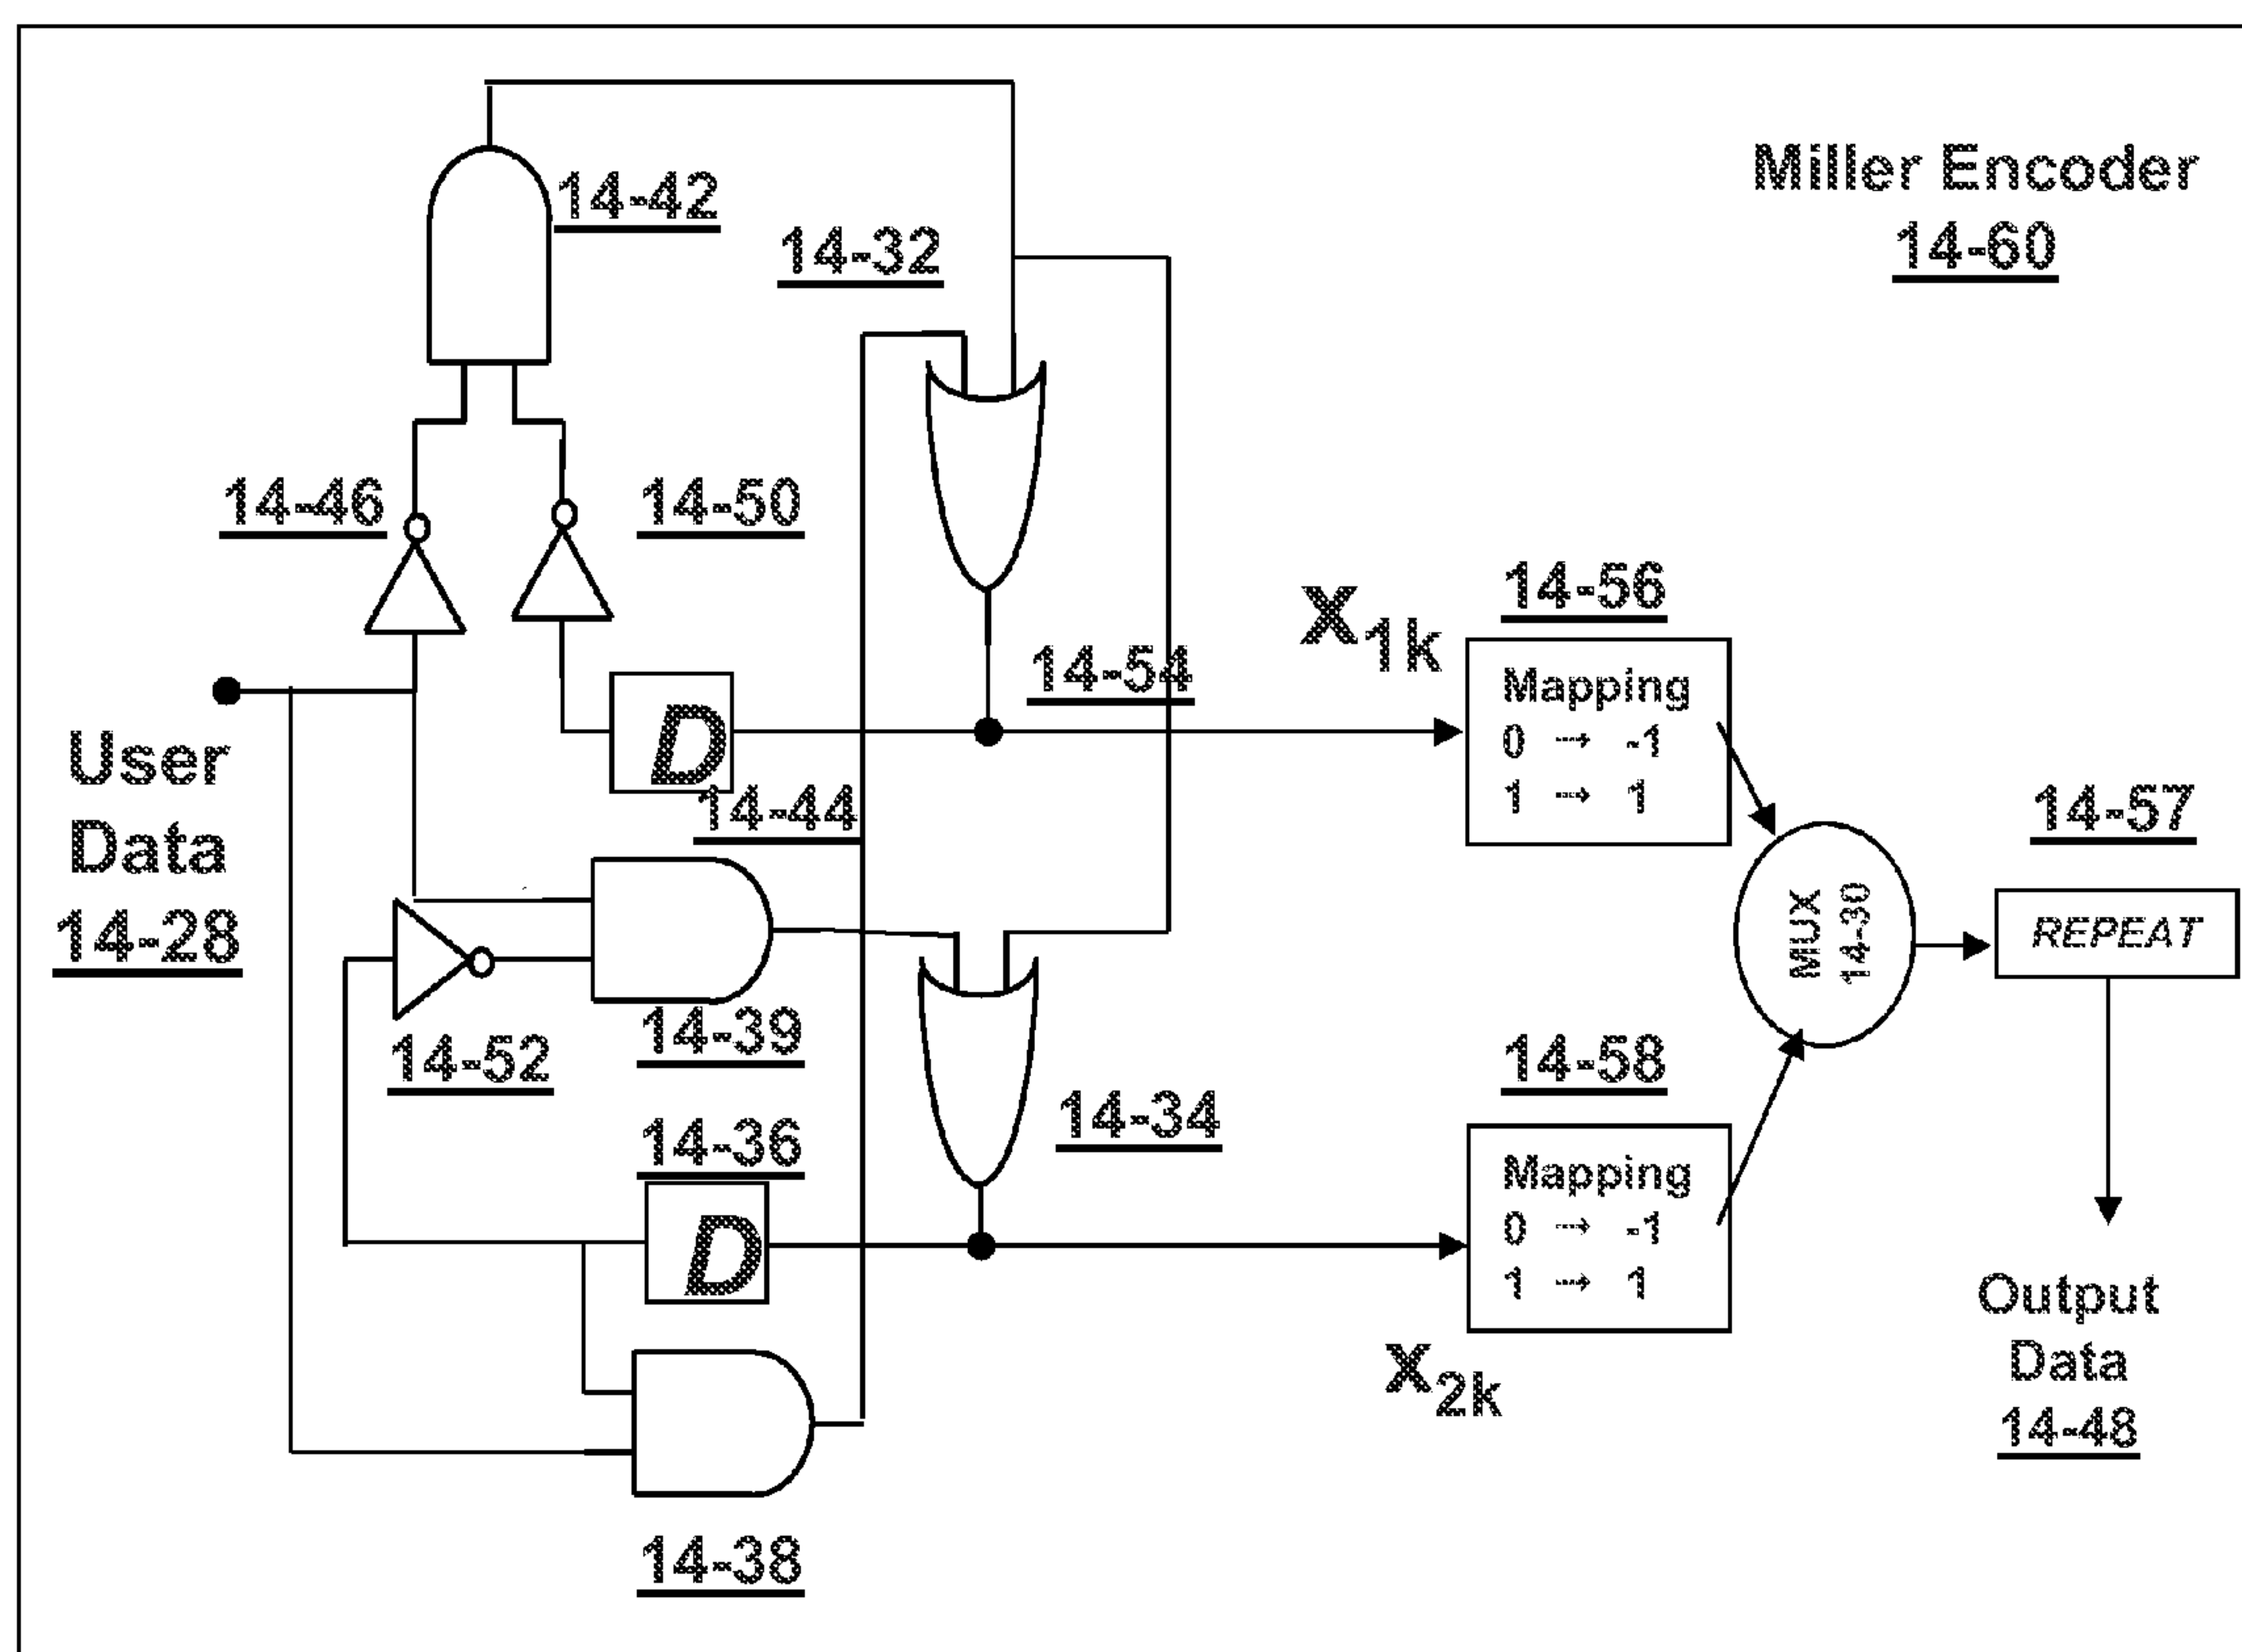 Miller Encoder
14-60
14-42
14-32
14-46
14-50
14-56
X1k
14-54
Mapping
0 → -1
1 → 1
D
14-44
User
Data
14-28
14-57
MUX
14-30
REPEAT
14-39
14-52
14-58
14-34
14-36
Mapping
0 → -1
1 → 1
D
X2k
Output
Data
14-48
14-38